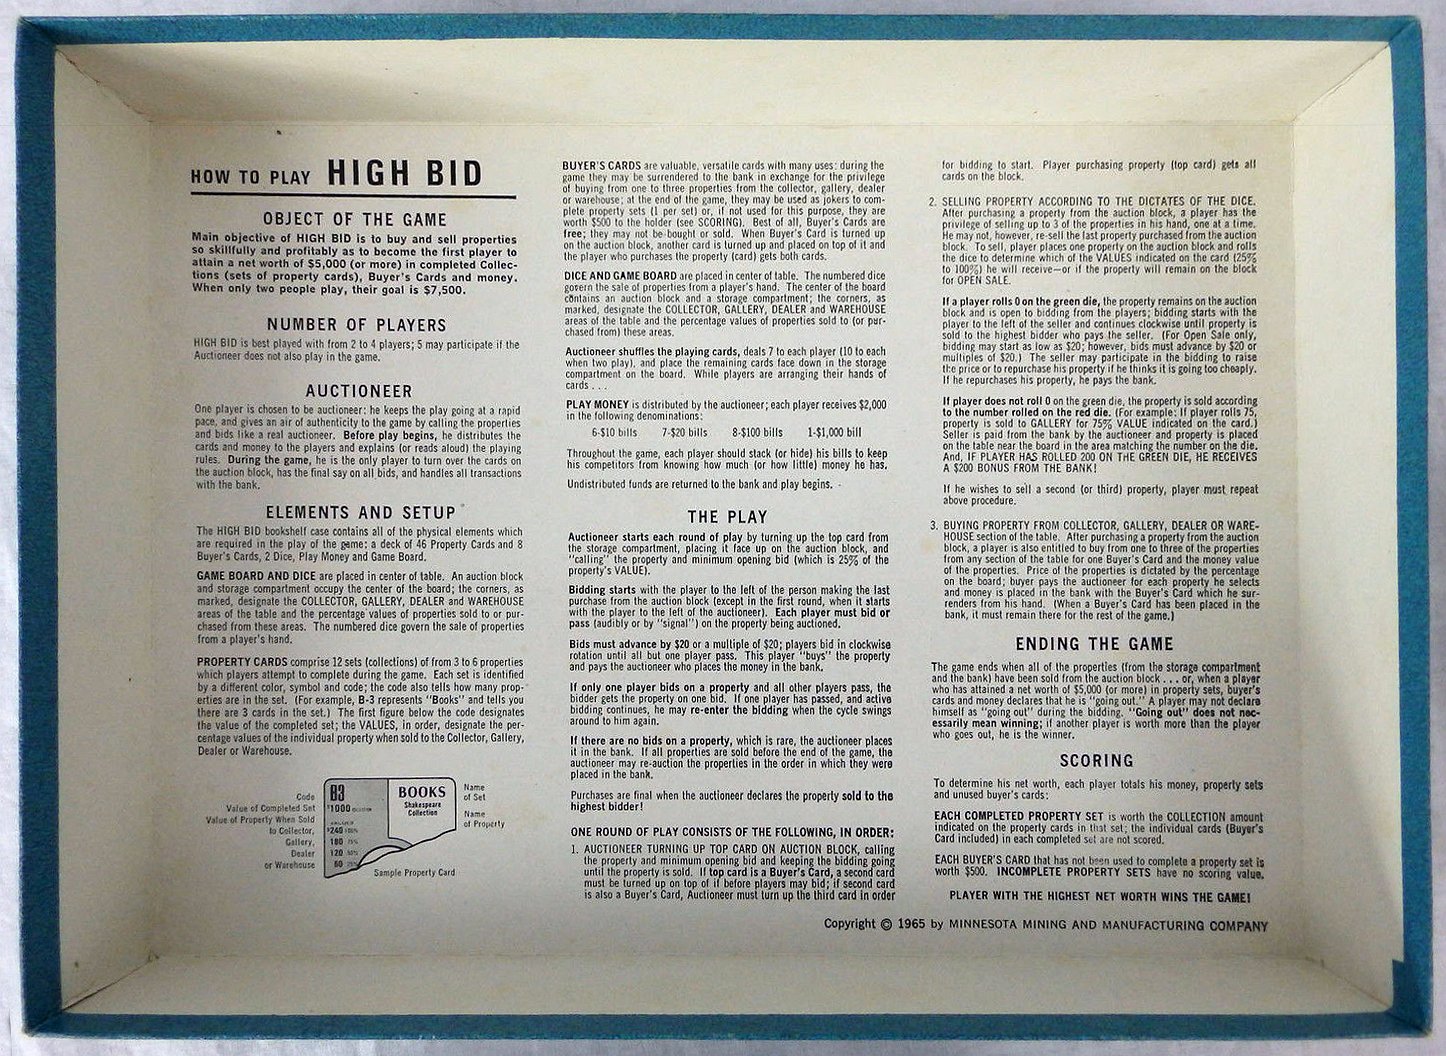 HOW TO PLAY HIGH BID
OBJECT OF THE GAME
Main objective of HIGH BID is to buy and sell properties
so skillfully and profitably as to become the first player to
attain a net worth of $5,000 (or more) in completed Collec-
tions (sets of property cards), Buyer's Cards and money.
When only two people play, their goal is $7,500.
NUMBER OF PLAYERS
HIGH BID is best played with from 2 to 4 players; 5 may participate if the
Auctioneer does not also play in the game.
AUCTIONEER
One player is chosen to be auctioneer: he keeps the play going at a rapid
pace, and gives an air of authenticity to the game by calling the properties
and bids like a real auctioneer. Before play begins, he distributes the
cards and money to the players and explains (or reads aloud) the playing
rules. During the game, he is the only player to turn over the cards on
the auction block, has the final say on all bids, and handles all transactions
with the bank.
ELEMENTS AND SETUP
The HIGH BID bookshelf case contains all of the physical elements which
are required in the play of the game: a deck of 46 Property Cards and 8
Buyer's Cards, 2 Dice, Play Money and Game Board.
GAME BOARD AND DICE are placed in center of table. An auction block
and storage compartment occupy the center of the board; the corners, as
marked, designate the COLLECTOR, GALLERY, DEALER and WAREHOUSE
areas of the table and the percentage values of properties sold to or pur-
chased from these areas. The numbered dice govern the sale of properties
from a player's hand.
PROPERTY CARDS comprise 12 sets (collections) of from 3 to 6 properties
which players attempt to complete during the game. Each set is identified
by a different color, symbol and code; the code also tells how many prop-
erties are in the set. (For example, B-3 represents "Books" and tells you
there are 3 cards in the set.) The first figure below the code designates
the value of the completed set; the VALUES, in order, designate the per-
centage values of the individual property when sold to the Collector, Gallery,
Dealer or Warehouse.
Code
Value of Completed Set
Value of Property When Sold
to Collector,
Gallery,
Dealer
or Warehouse
B3
$1000
$240 100%
180 75%
120 50%
60 25%
BOOKS
Shakespeare
Collection
Name
of Set
Name
of Property
Sample Property Card
BUYER'S CARDS are valuable, versatile cards with many uses: during the
game they may be surrendered to the bank in exchange for the privilege
of buying from one to three properties from the collector, gallery, dealer
or warehouse; at the end of the game, they may be used as jokers to com-
plete property sets (1 per set) or, if not used for this purpose, they are
worth $500 to the holder (see SCORING). Best of all, Buyer's Cards are
free; they may not be bought or sold. When Buyer's Card is turned up
on the auction block, another card is turned up and placed on top of it and
the player who purchases the property (card) gets both cards.
DICE AND GAME BOARD are placed in center of table. The numbered dice
govern the sale of properties from a player's hand. The center of the board
contains an auction block and a storage compartment; the corners, as
marked, designate the COLLECTOR, GALLERY, DEALER and WAREHOUSE
areas of the table and the percentage values of properties sold to (or pur-
chased from) these areas.
Auctioneer shuffles the playing cards, deals 7 to each player (10 to each
when two play), and place the remaining cards face down in the storage
compartment on the board. While players are arranging their hands of
cards . . .
PLAY MONEY is distributed by the auctioneer; each player receives $2,000
in the following denominations:
6-$10 bills 7-$20 bills 8-$100 bills 1-$1,000 bill
Throughout the game, each player should stack (or hide) his bills to keep
his competitors from knowing how much (or how little) money he has.
Undistributed funds are returned to the bank and play begins.
THE PLAY
Auctioneer starts each round of play by turning up the top card from
the storage compartment, placing it face up on the auction block, and
"calling" the property and minimum opening bid (which is 25% of the
property's VALUE).
Bidding starts with the player to the left of the person making the last
purchase from the auction block (except in the first round, when it starts
with the player to the left of the auctioneer). Each player must bid or
pass (audibly or by "signal") on the property being auctioned.
Bids must advance by $20 or a multiple of $20; players bid in clockwise
rotation until all but one player pass. This player "buys" the property
and pays the auctioneer who places the money in the bank.
If only one player bids on a property and all other players pass, the
bidder gets the property on one bid. If one player has passed, and active
bidding continues, he may re-enter the bidding when the cycle swings
around to him again.
If there are no bids on a property, which is rare, the auctioneer places
it in the bank. If all properties are sold before the end of the game, the
auctioneer may re-auction the properties in the order in which they were
placed in the bank.
Purchases are final when the auctioneer declares the property sold to the
highest bidder!
ONE ROUND OF PLAY CONSISTS OF THE FOLLOWING, IN ORDER:
1. AUCTIONEER TURNING UP TOP CARD ON AUCTION BLOCK, calling
the property and minimum opening bid and keeping the bidding going
until the property is sold. If top card is a Buyer's Card, a second card
must be turned up on top of it before players may bid; if second card
is also a Buyer's Card, Auctioneer must turn up the third card in order
for bidding to start. Player purchasing property (top card) gets all
cards on the block.
2. SELLING PROPERTY ACCORDING TO THE DICTATES OF THE DICE.
After purchasing a property from the auction block, a player has the
privilege of selling up to 3 of the properties in his hand, one at a time.
He may not, however, re-sell the last property purchased from the auction
block. To sell, player places one property on the auction block and rolls
the dice to determine which of the VALUES indicated on the card (25%
to 100%) he will receive—or if the property will remain on the block
for OPEN SALE.
If a player rolls 0 on the green die, the property remains on the auction
block and is open to bidding from the players; bidding starts with the
player to the left of the seller and continues clockwise until property is
sold to the highest bidder who pays the seller. (For Open Sale only,
bidding may start as low as $20; however, bids must advance by $20 or
multiples of $20.) The seller may participate in the bidding to raise
the price or to repurchase his property if he thinks it is going too cheaply.
If he repurchases his property, he pays the bank.
If player does not roll 0 on the green die, the property is sold according
to the number rolled on the red die. (For example: If player rolls 75,
property is sold to GALLERY for 75% VALUE indicated on the card.)
Seller is paid from the bank by the auctioneer and property is placed
on the table near the board in the area matching the number on the die.
And, IF PLAYER HAS ROLLED 200 ON THE GREEN DIE, HE RECEIVES
A $200 BONUS FROM THE BANK!
If he wishes to sell a second (or third) property, player must repeat
above procedure.
3. BUYING PROPERTY FROM COLLECTOR, GALLERY, DEALER OR WARE-
HOUSE section of the table. After purchasing a property from the auction
block, a player is also entitled to buy from one to three of the properties
from any section of the table for one Buyer's Card and the money value
of the properties. Price of the properties is dictated by the percentage
on the board; buyer pays the auctioneer for each property he selects
and money is placed in the bank with the Buyer's Card which he sur-
renders from his hand. (When a Buyer's Card has been placed in the
bank, it must remain there for the rest of the game.)
ENDING THE GAME
The game ends when all of the properties (from the storage compartment
and the bank) have been sold from the auction block . . . or, when a player
who has attained a net worth of $5,000 (or more) in property sets, buyer's
cards and money declares that he is "going out." A player may not declare
himself as "going out" during the bidding. "Going out" does not nec-
essarily mean winning; if another player is worth more than the player
who goes out, he is the winner.
SCORING
To determine his net worth, each player totals his money, property sets
and unused buyer's cards:
EACH COMPLETED PROPERTY SET is worth the COLLECTION amount
indicated on the property cards in that set; the individual cards (Buyer's
Card included) in each completed set are not scored.
EACH BUYER'S CARD that has not been used to complete a property set is
worth $500. INCOMPLETE PROPERTY SETS have no scoring value.
PLAYER WITH THE HIGHEST NET WORTH WINS THE GAME!
Copyright © 1965 by MINNESOTA MINING AND MANUFACTURING COMPANY